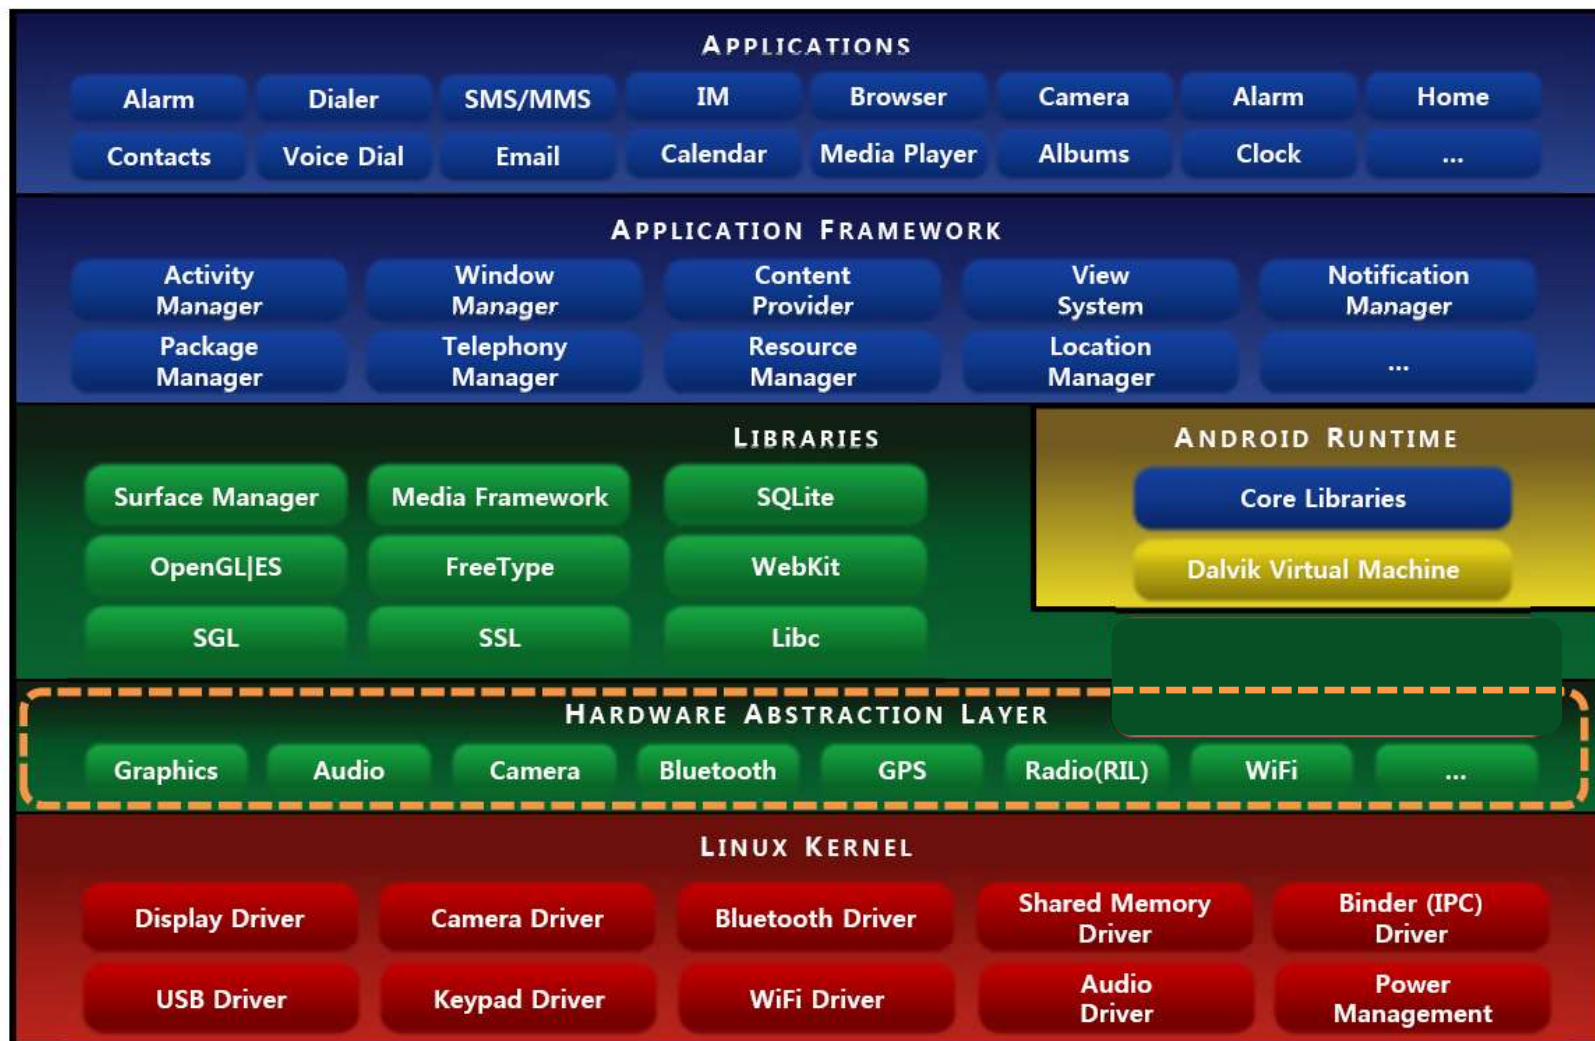 APPLICATIONS
Alarm Dialer SMS/MMS IM Browser Camera Alarm Home
Contacts Voice Dial Email Calendar Media Player Albums Clock ...
APPLICATION FRAMEWORK
Activity Manager
Window Manager
Content Provider
View System
Notification Manager
Package Manager
Telephony Manager
Resource Manager
Location Manager
...
LIBRARIES
Surface Manager Media Framework SQLite
OpenGL|ES FreeType WebKit
SGL SSL Libc
ANDROID RUNTIME
Core Libraries
Dalvik Virtual Machine
HARDWARE ABSTRACTION LAYER
Graphics Audio Camera Bluetooth GPS Radio(RIL) WiFi ...
LINUX KERNEL
Display Driver
Camera Driver
Bluetooth Driver
Shared Memory Driver
Binder (IPC) Driver
USB Driver
Keypad Driver
WiFi Driver
Audio Driver
Power Management